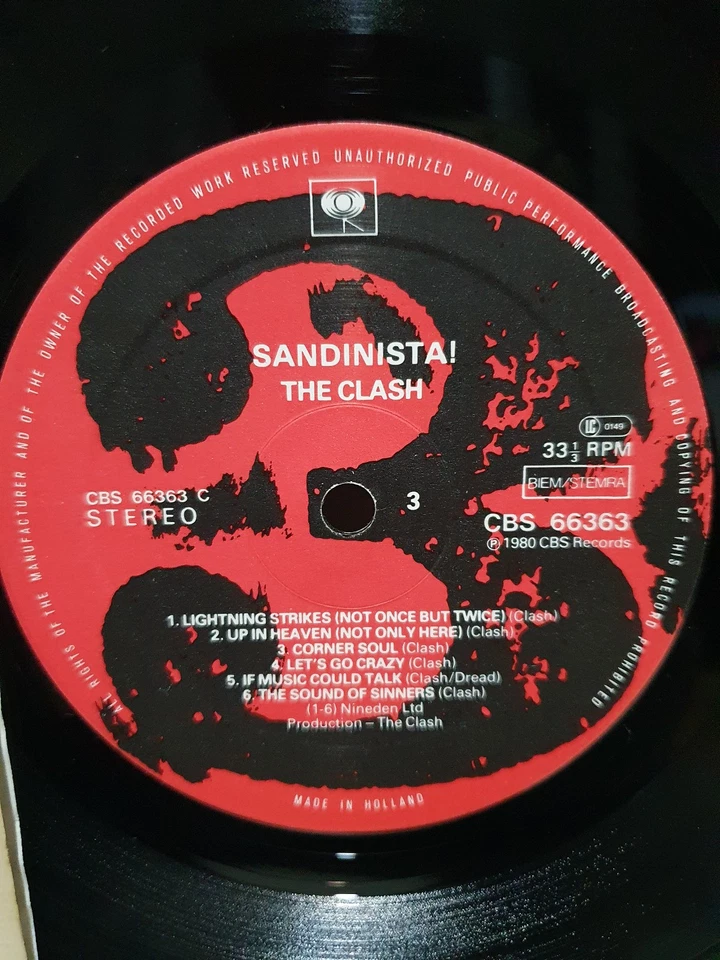 ALL RIGHTS OF THE MANUFACTURER AND OF THE OWNER OF THE RECORDED WORK RESERVED UNAUTHORIZED PUBLIC PERFORMANCE BROADCASTING AND COPYING OF THIS RECORD PROHIBITED
SANDINISTA!
THE CLASH
LC 0149
33 1/3 RPM
BIEM/STEMRA
CBS 66363 C
STEREO
3
CBS 66363
℗ 1980 CBS Records
1. LIGHTNING STRIKES (NOT ONCE BUT TWICE) (Clash)
2. UP IN HEAVEN (NOT ONLY HERE) (Clash)
3. CORNER SOUL (Clash)
4. LET'S GO CRAZY (Clash)
5. IF MUSIC COULD TALK (Clash/Dread)
6. THE SOUND OF SINNERS (Clash)
(1-6) Nineden Ltd
Production – The Clash
MADE IN HOLLAND